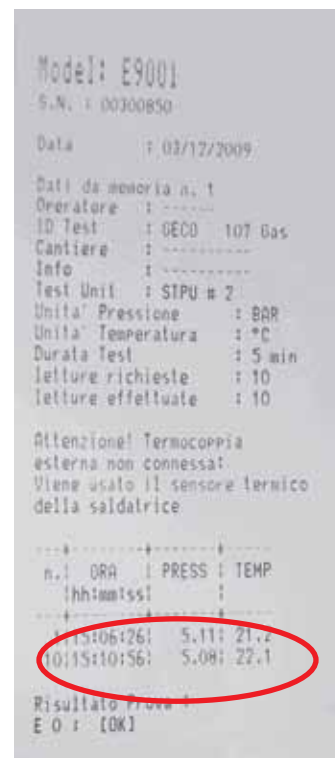 Model: E9001
S.N. : 00300850
Data : 03/12/2009
Dati da memoria n. 1
Operatore : ------
ID Test : GECO 107 Gas
Cantiere : ----------
Info : ----------
Test Unit : STPU # 2
Unita' Pressione : BAR
Unita' Temperatura : °C
Durata Test : 5 min
letture richieste : 10
letture effettuate : 10
Attenzione! Termocoppia
esterna non connessa!
Viene usato il sensore termico
della saldatrice
n.| ORA | PRESS | TEMP
|hh:mm:ss| |
1|15:06:26| 5.11| 21.2
10|15:10:56| 5.08| 22.1
Risultato Prova :
E 0 : [OK]